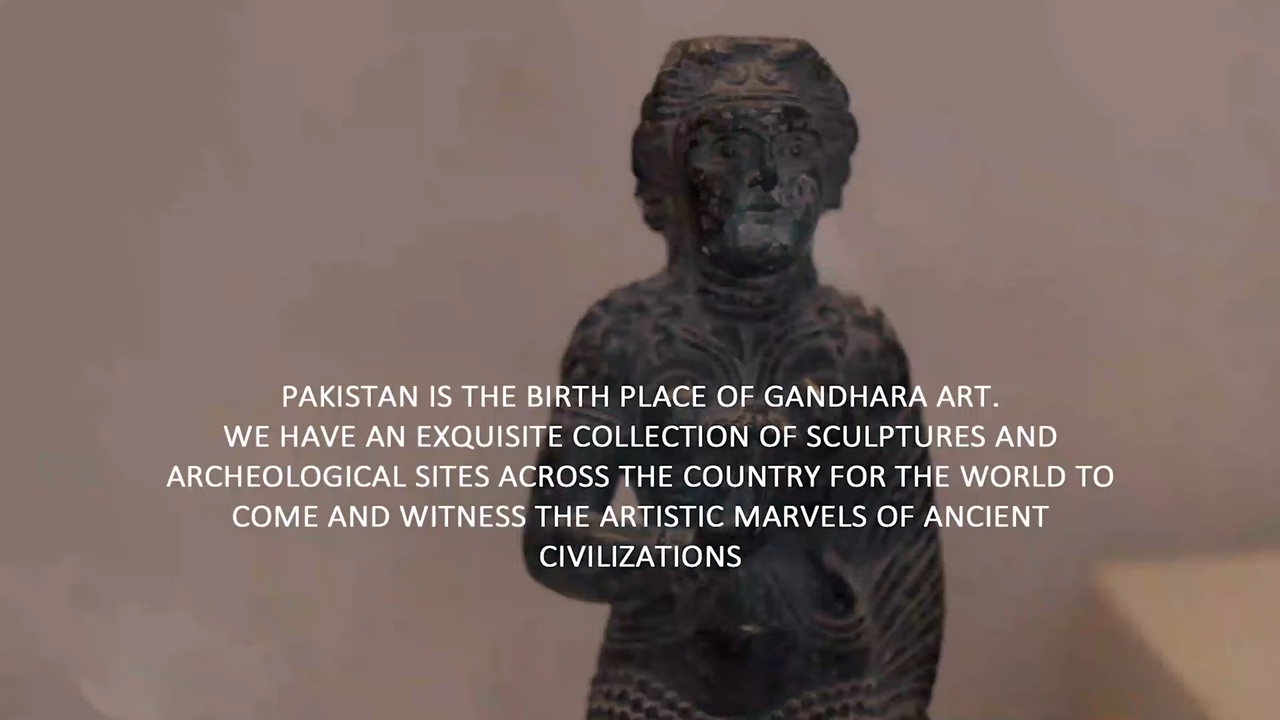 PAKISTAN IS THE BIRTH PLACE OF GANDHARA ART.
WE HAVE AN EXQUISITE COLLECTION OF SCULPTURES AND
ARCHEOLOGICAL SITES ACROSS THE COUNTRY FOR THE WORLD TO
COME AND WITNESS THE ARTISTIC MARVELS OF ANCIENT
CIVILIZATIONS